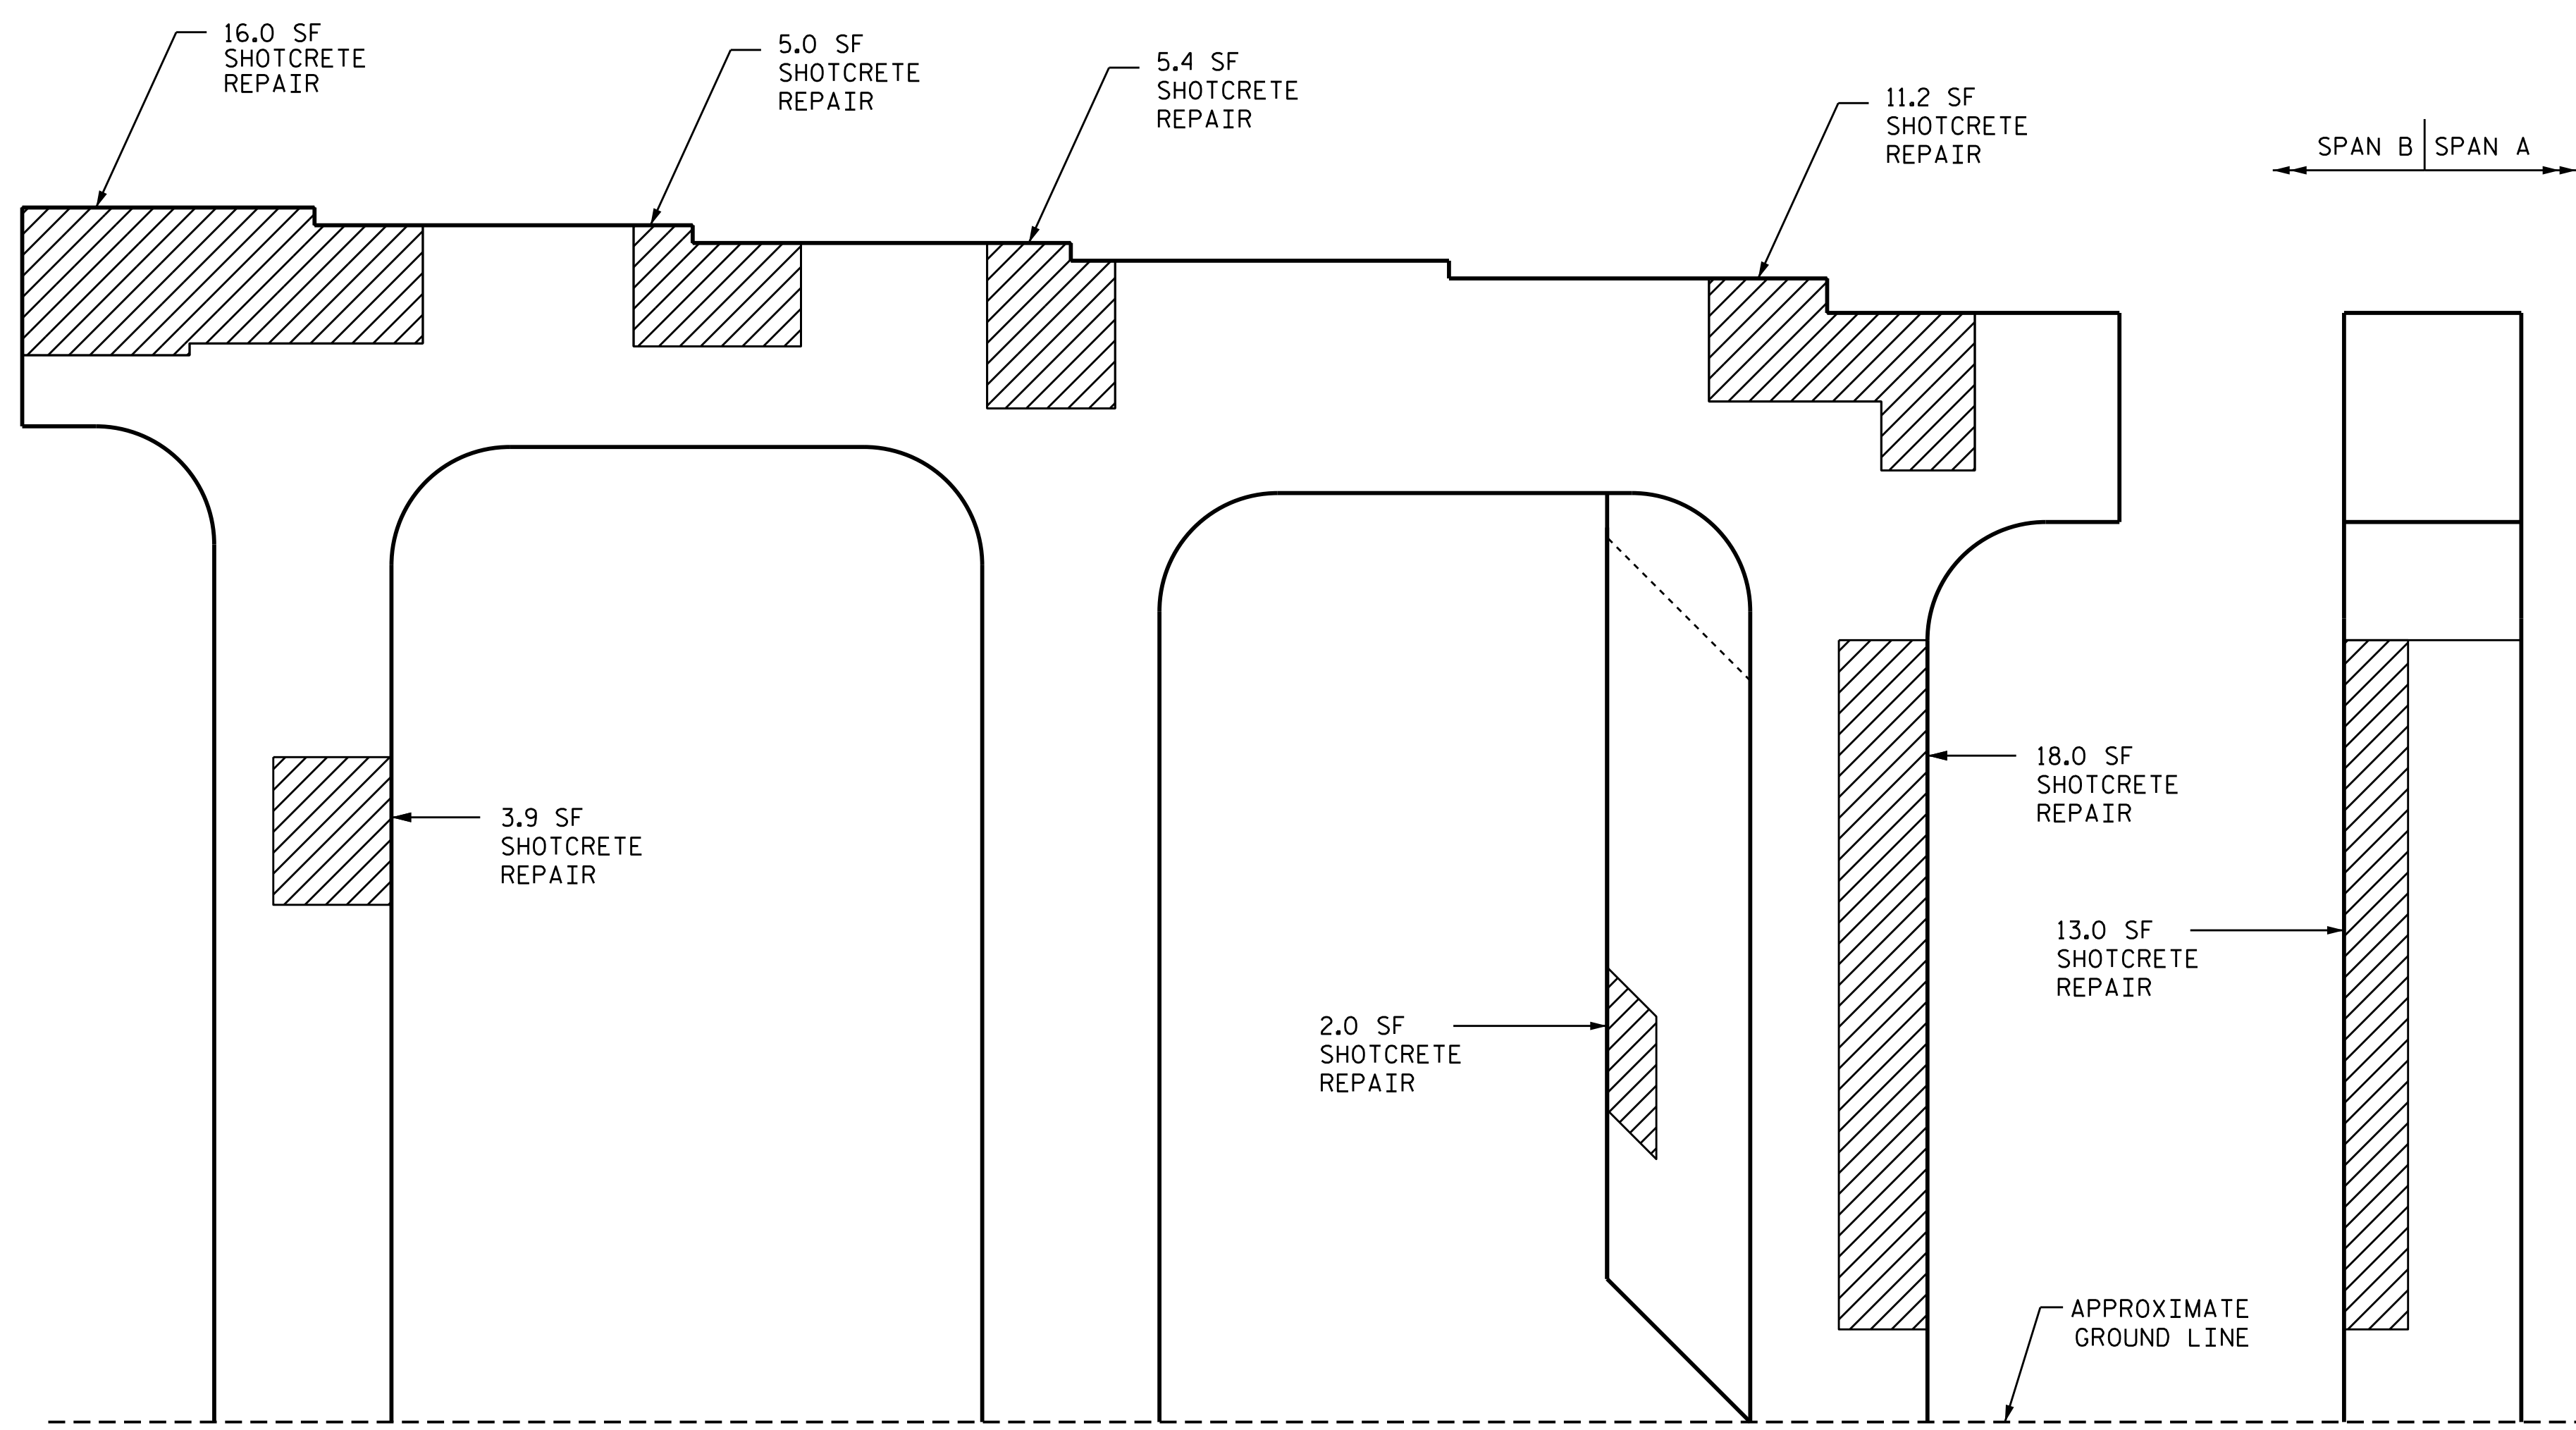 16.0 SF
SHOTCRETE
REPAIR
5.0 SF
SHOTCRETE
REPAIR
5.4 SF
SHOTCRETE
REPAIR
11.2 SF
SHOTCRETE
REPAIR
SPAN B SPAN A
3.9 SF
SHOTCRETE
REPAIR
18.0 SF
SHOTCRETE
REPAIR
13.0 SF
SHOTCRETE
REPAIR
2.0 SF
SHOTCRETE
REPAIR
APPROXIMATE
GROUND LINE